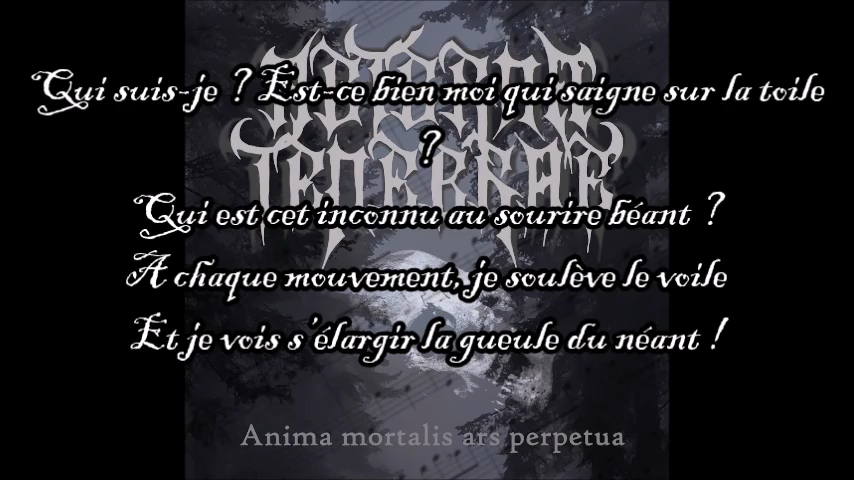 Qui suis-je ? Est-ce bien moi qui saigne sur la toile
?
Qui est cet inconnu au sourire béant ?
À chaque mouvement, je soulève le voile
Et je vois s'élargir la gueule du néant !
TENEBRAE
Anima mortalis ars perpetua